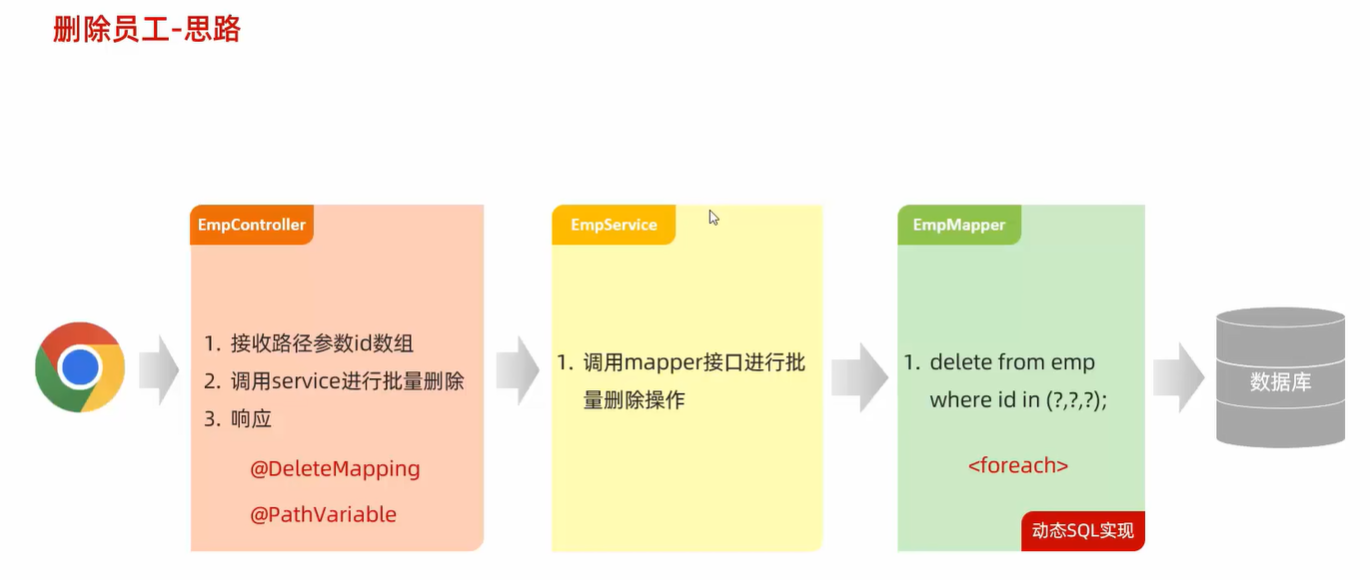 删除员工-思路
EmpController
1. 接收路径参数id数组
2. 调用service进行批量删除
3. 响应
@DeleteMapping
@PathVariable
EmpService
1. 调用mapper接口进行批
量删除操作
EmpMapper
1. delete from emp
where id in (?,?,?);
<foreach>
动态SQL实现
数据库